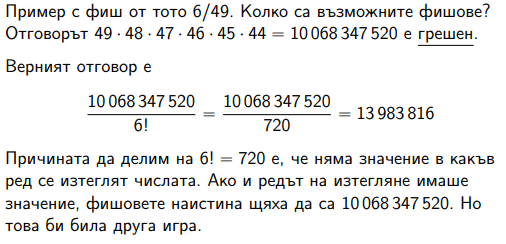 Пример с фиш от тото 6/49. Колко са възможните фишове?
Отговорът 49 · 48 · 47 · 46 · 45 · 44 = 10 068 347 520 е грешен.
Верният отговор е
10 068 347 520 / 6! = 10 068 347 520 / 720 = 13 983 816
Причината да делим на 6! = 720 е, че няма значение в какъв
ред се изтеглят числата. Ако и редът на изтегляне имаше
значение, фишовете наистина щяха да са 10 068 347 520. Но
това би била друга игра.